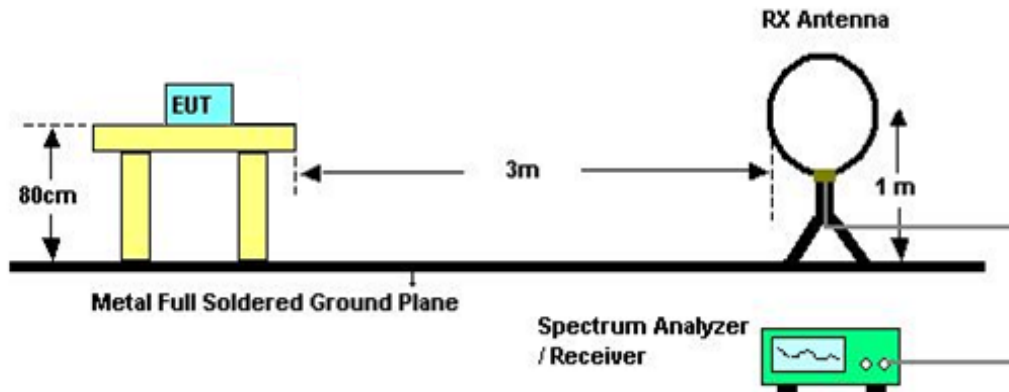 RX Antenna
EUT
80cm
3m
1 m
Metal Full Soldered Ground Plane
Spectrum Analyzer
/ Receiver